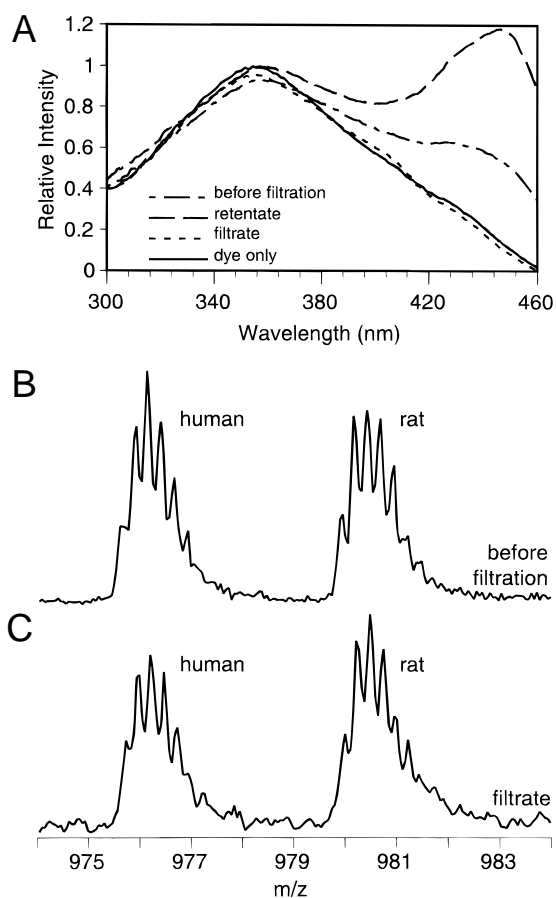 A
1.2
1
0.8
0.6
0.4
0.2
0
Relative Intensity
before filtration
retentate
filtrate
dye only
300 340 380 420 460
Wavelength (nm)
B
human
rat
before
filtration
C
human
rat
filtrate
975 977 979 981 983
m/z